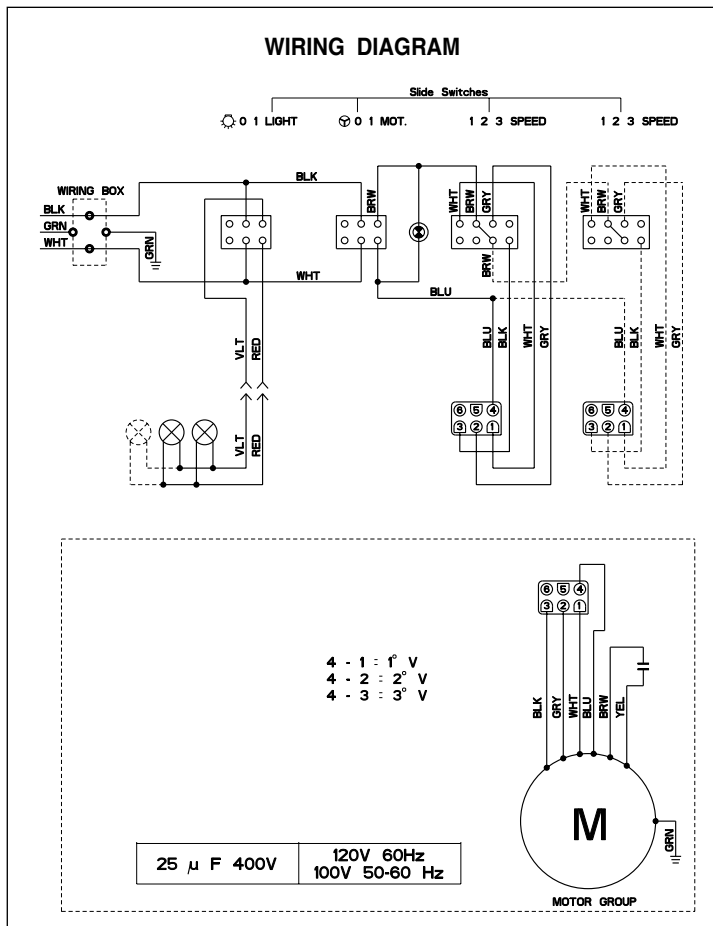 WIRING DIAGRAM
Slide Switches
0 1 LIGHT
0 1 MOT.
1 2 3 SPEED
1 2 3 SPEED
WIRING BOX
BLK
GRN
WHT
GRN
BLK
WHT
BRW
WHT
BRW
GRY
BRW
WHT
BRW
GRY
BLU
VLT
RED
BLU
BLK
WHT
GRY
BLU
BLK
WHT
GRY
6 5 4
3 2 1
6 5 4
3 2 1
VLT
RED
6 5 4
3 2 1
4 - 1 = 1° V
4 - 2 = 2° V
4 - 3 = 3° V
BLK
GRY
WHT
BLU
BRW
YEL
M
GRN
25 µ F 400V
120V 60Hz
100V 50-60 Hz
MOTOR GROUP